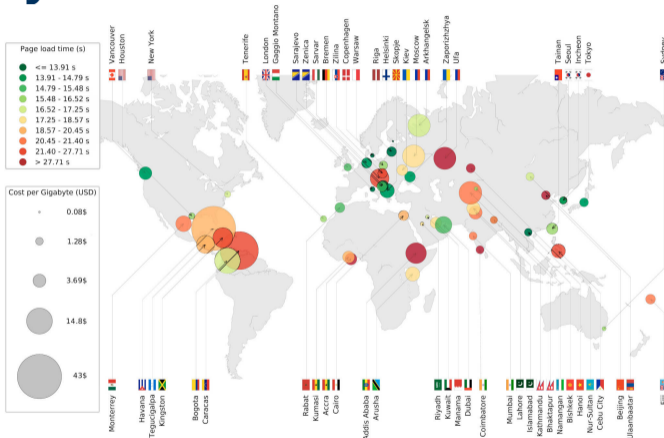 Vancouver
Houston
New York
Tenerife
London
Gaggio Montano
Sarajevo
Zenica
Sarvar
Bremen
Zilina
Copenhagen
Warsaw
Riga
Helsinki
Skopje
Kiev
Moscow
Arkhangelsk
Zaporizhzhya
Ufa
Tainan
Seoul
Incheon
Tokyo
Page load time (s)
<= 13.91 s
13.91 - 14.79 s
14.79 - 15.48 s
15.48 - 16.52 s
16.52 - 17.25 s
17.25 - 18.57 s
18.57 - 20.45 s
20.45 - 21.40 s
21.40 - 27.71 s
> 27.71 s
Cost per Gigabyte (USD)
0.08$
1.28$
3.69$
14.8$
43$
Monterrey
Havana
Tegucigalpa
Kingston
Bogota
Caracas
Rabat
Kumasi
Accra
Cairo
Addis Ababa
Arusha
Riyadh
Kuwait
Manama
Dubai
Coimbatore
Mumbai
Lahore
Islamabad
Kathmandu
Bhaktapur
Namangan
Bishkek
Hanoi
Nur-Sultan
Cebu City
Beijing
Ulaanbaatar